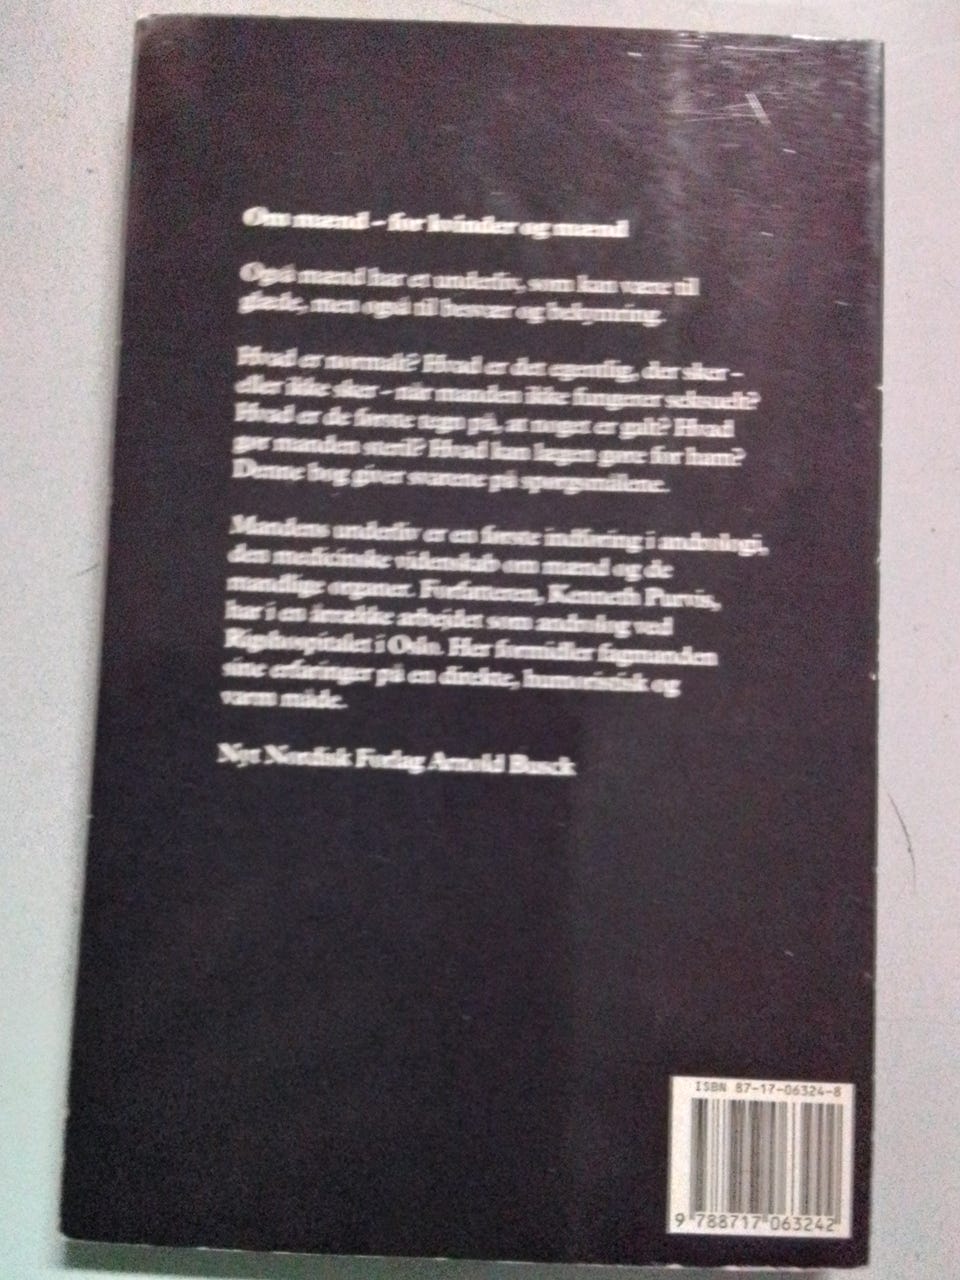 Om mænd - for kvinder og mænd
Også mænd har et underliv, som kan være til
glæde, men også til besvær og bekymring.
Hvad er normalt? Hvad er det egentlig, der sker -
eller ikke sker - når manden ikke fungerer seksuelt?
Hvad er de første tegn på, at noget er galt? Hvad
gør manden steril? Hvad kan lægen gøre for ham?
Denne bog giver svarene på spørgsmålene.
Mandens underliv er en første indføring i andrologi,
den medicinske videnskab om mænd og de
mandlige organer. Forfatteren, Kenneth Purvis,
har i en årrække arbejdet som androlog ved
Rigshospitalet i Oslo. Her formidler fagmanden
sine erfaringer på en direkte, humoristisk og
varm måde.
Nyt Nordisk Forlag Arnold Busck
ISBN 87-17-06324-8
9 788717 063242